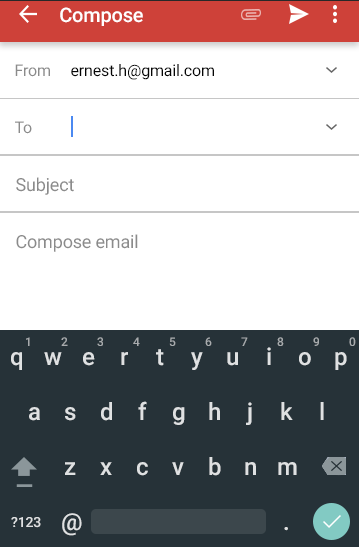 Compose
From ernest.h@gmail.com
To
Subject
Compose email
1 2 3 4 5 6 7 8 9 0
q w e r t y u i o p
a s d f g h j k l
z x c v b n m
?123 @ .